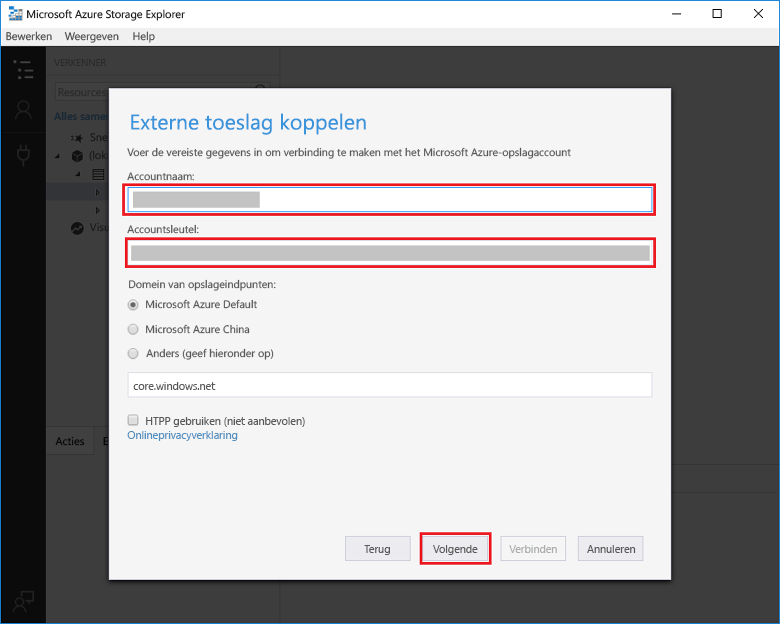 Microsoft Azure Storage Explorer
Bewerken Weergeven Help
VERKENNER
Resources
Alles same
Sne
(lok
Visu
Acties E
Externe toeslag koppelen
Voer de vereiste gegevens in om verbinding te maken met het Microsoft Azure-opslagaccount
Accountnaam:
Accountsleutel:
Domein van opslageindpunten:
Microsoft Azure Default
Microsoft Azure China
Anders (geef hieronder op)
core.windows.net
HTPP gebruiken (niet aanbevolen)
Onlineprivacyverklaring
Terug Volgende Verbinden Annuleren